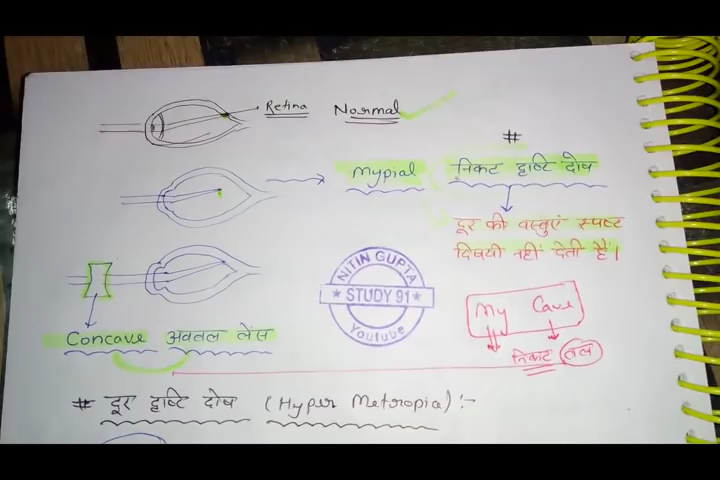 Retina Normal
#
Mypial निकट दृष्टि दोष
दूर की वस्तुएं स्पष्ट
दिखयी नहीं देती हैं।
NITIN GUPTA
STUDY 91
Youtube
My Cave
निकट तल
Concave अवतल लेंस
# दूर दृष्टि दोष (Hyper Metropia) :-